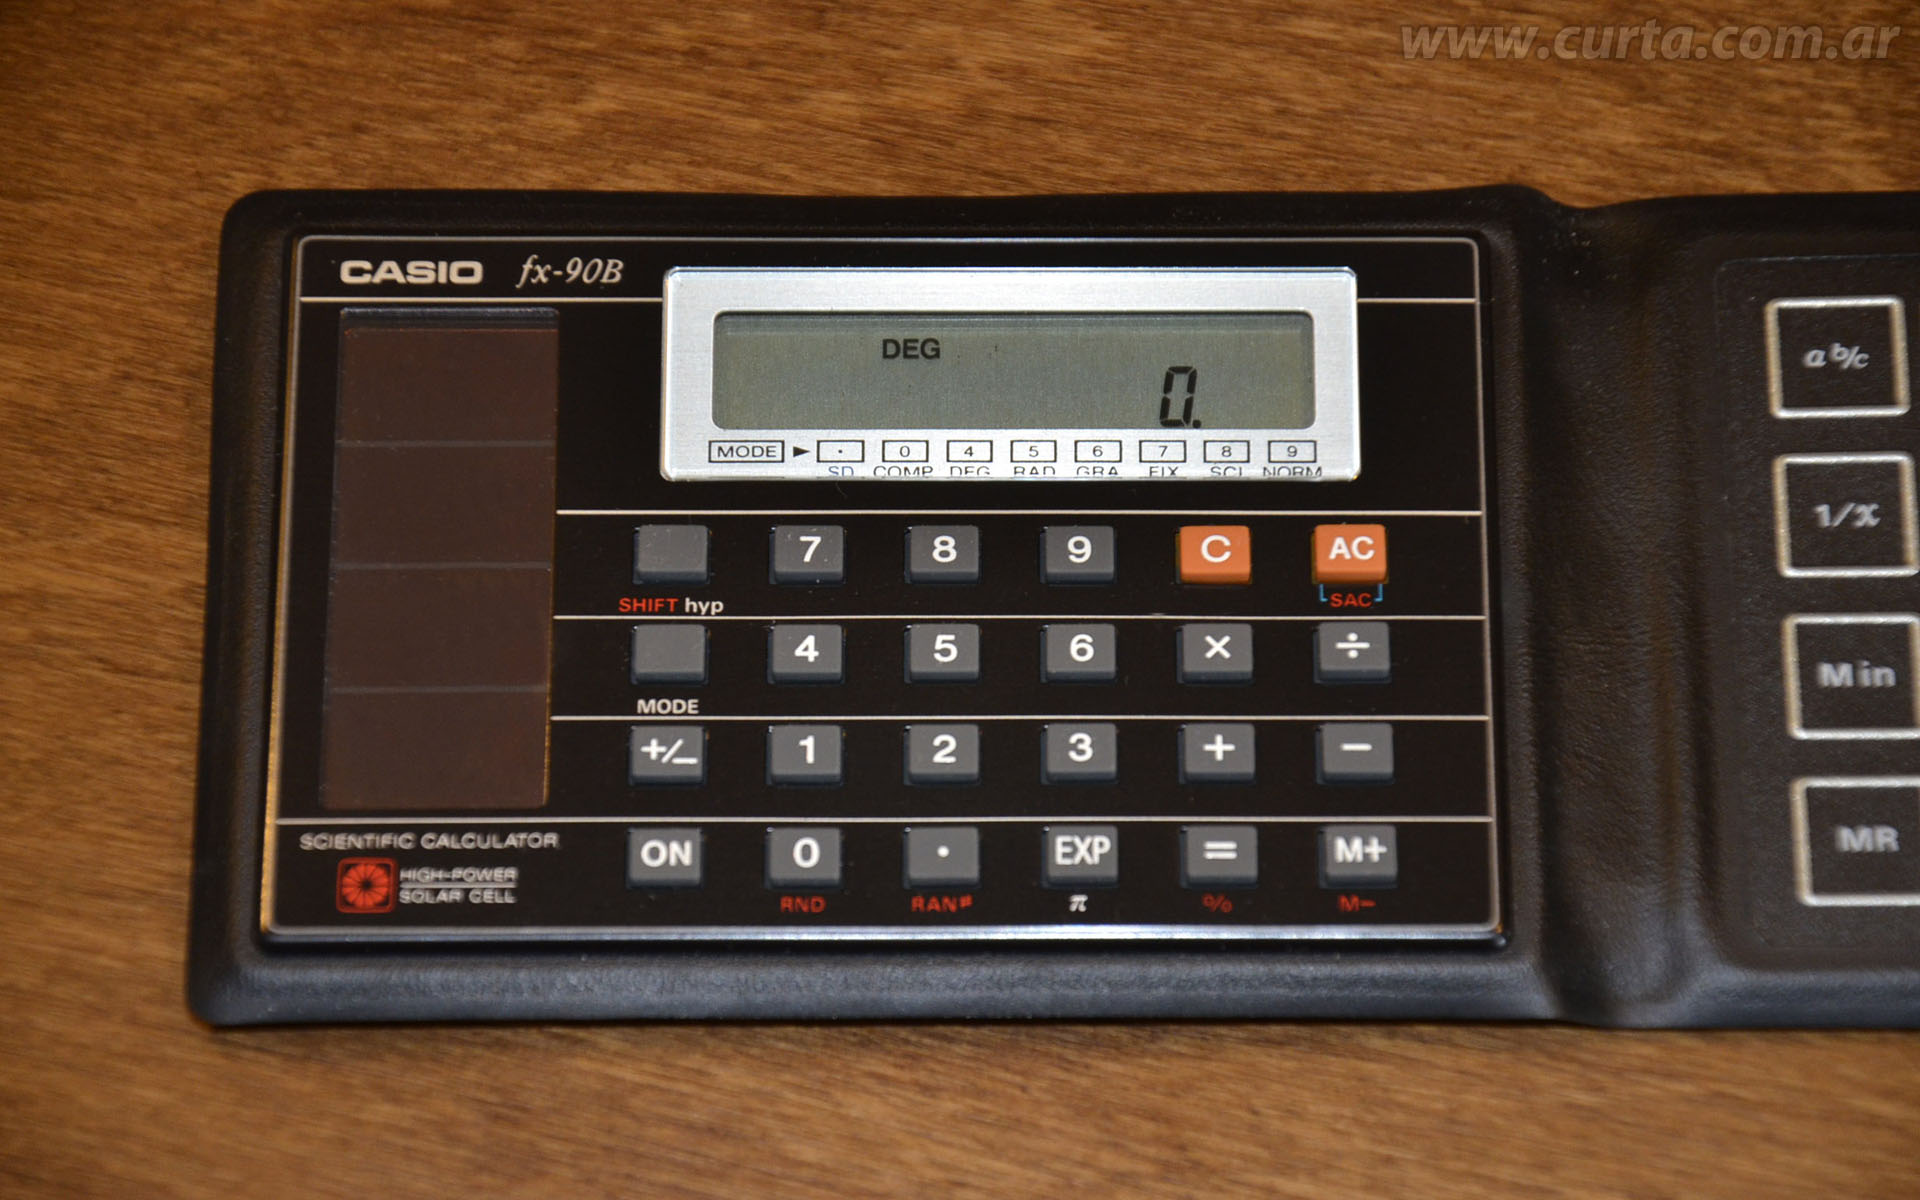 www.curta.com.ar
CASIO fx-90B
DEG
0.
MODE ► · 0 4 5 6 7 8 9
SD COMP DEG RAD GRA FIX SCI NORM
a b/c
7 8 9 C AC
SHIFT hyp SAC
1/x
4 5 6 × ÷
MODE
Min
+/− 1 2 3 + −
SCIENTIFIC CALCULATOR
HIGH-POWER
SOLAR CELL
ON 0 · EXP = M+
MR
RND RAN# π % M−